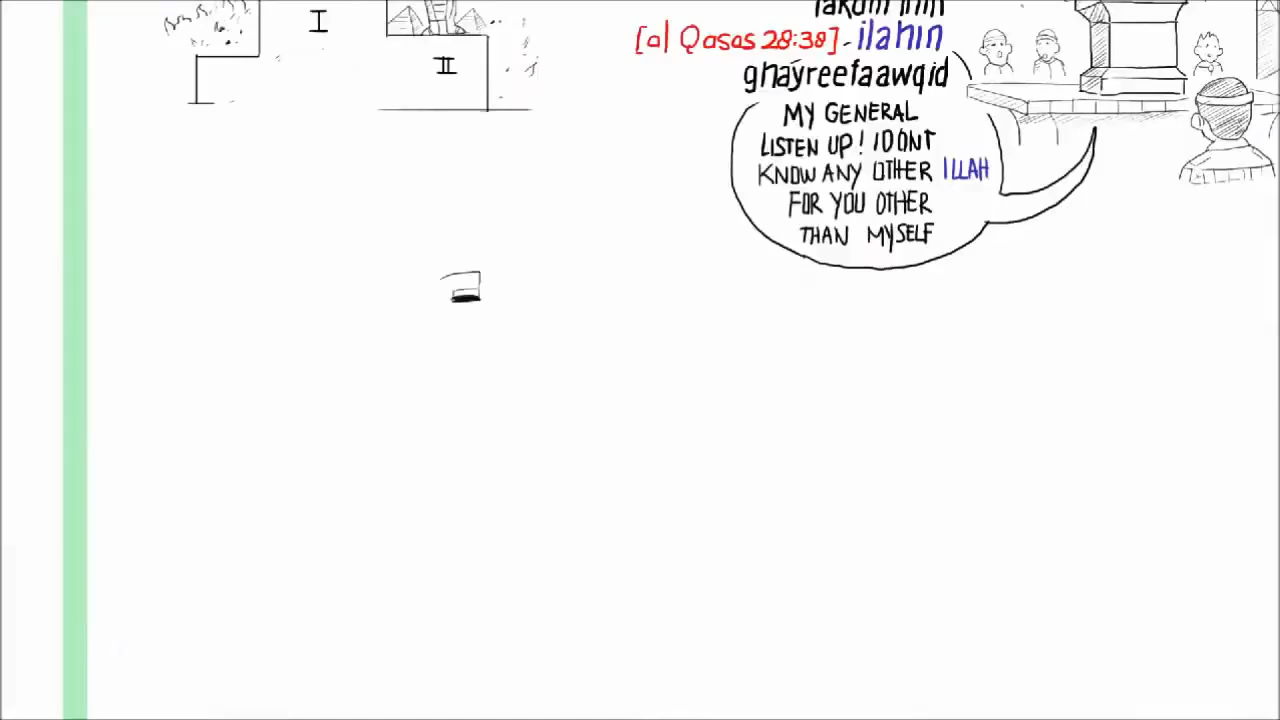 I
II
[al Qasas 28:38]-ilahin
ghayreefaawqid
MY GENERAL
LISTEN UP! I DONT
KNOW ANY OTHER ILLAH
FOR YOU OTHER
THAN MYSELF